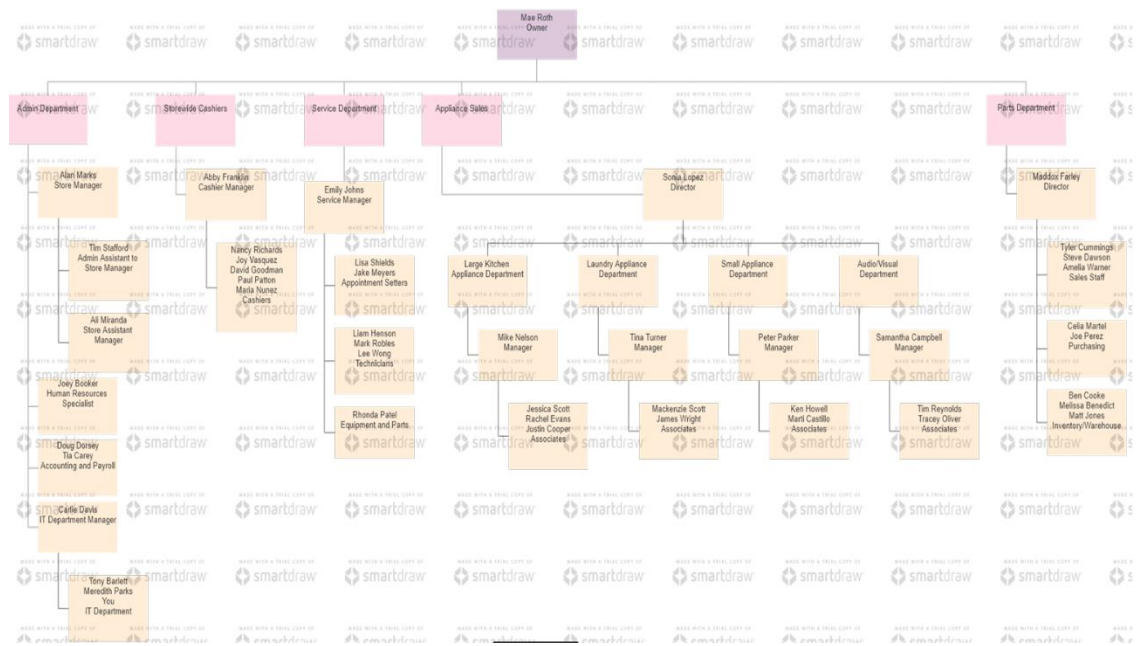 Mae Roth
Owner
Admin Department
Storewide Cashiers
Service Department
Appliance Sales
Parts Department
Alan Marks
Store Manager
Tim Stafford
Admin Assistant to
Store Manager
Ali Miranda
Store Assistant
Manager
Joey Booker
Human Resources
Specialist
Doug Dorsey
Tia Carey
Accounting and Payroll
Carlie Davis
IT Department Manager
Tony Barlett
Meredith Parks
You
IT Department
Abby Franklin
Cashier Manager
Nancy Richards
Joy Vasquez
David Goodman
Paul Patton
Maria Nunez
Cashiers
Emily Johns
Service Manager
Lisa Shields
Jake Meyers
Appointment Setters
Liam Henson
Mark Robles
Lee Wong
Technicians
Rhonda Patel
Equipment and Parts.
Sonia Lopez
Director
Large Kitchen
Appliance Department
Mike Nelson
Manager
Jessica Scott
Rachel Evans
Justin Cooper
Associates
Laundry Appliance
Department
Tina Turner
Manager
Mackenzie Scott
James Wright
Associates
Small Appliance
Department
Peter Parker
Manager
Ken Howell
Marti Castillo
Associates
Audio/Visual
Department
Samantha Campbell
Manager
Tim Reynolds
Tracey Oliver
Associates
Maddox Farley
Director
Tyler Cummings
Steve Dawson
Amelia Warner
Sales Staff
Celia Martel
Joe Perez
Purchasing
Ben Cooke
Melissa Benedict
Matt Jones
Inventory/Warehouse
MADE WITH A TRIAL COPY OF
smartdraw